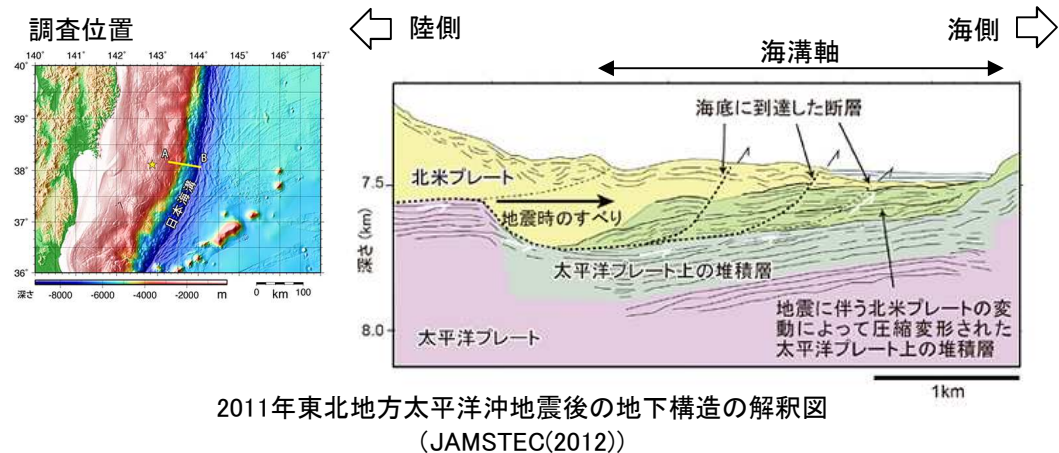 調査位置
陸側
海側
140˚ 141˚ 142˚ 143˚ 144˚ 145˚ 146˚ 147˚
40˚
39˚
38˚
37˚
36˚
A
B
日本海溝
深さ -8000 -6000 -4000 -2000 m
0 100
km
海溝軸
海底に到達した断層
北米プレート
7.5
地震時のすべり
深さ(km)
太平洋プレート上の堆積層
8.0
太平洋プレート
地震に伴う北米プレートの変
動によって圧縮変形された
太平洋プレート上の堆積層
1km
2011年東北地方太平洋沖地震後の地下構造の解釈図
(JAMSTEC(2012))